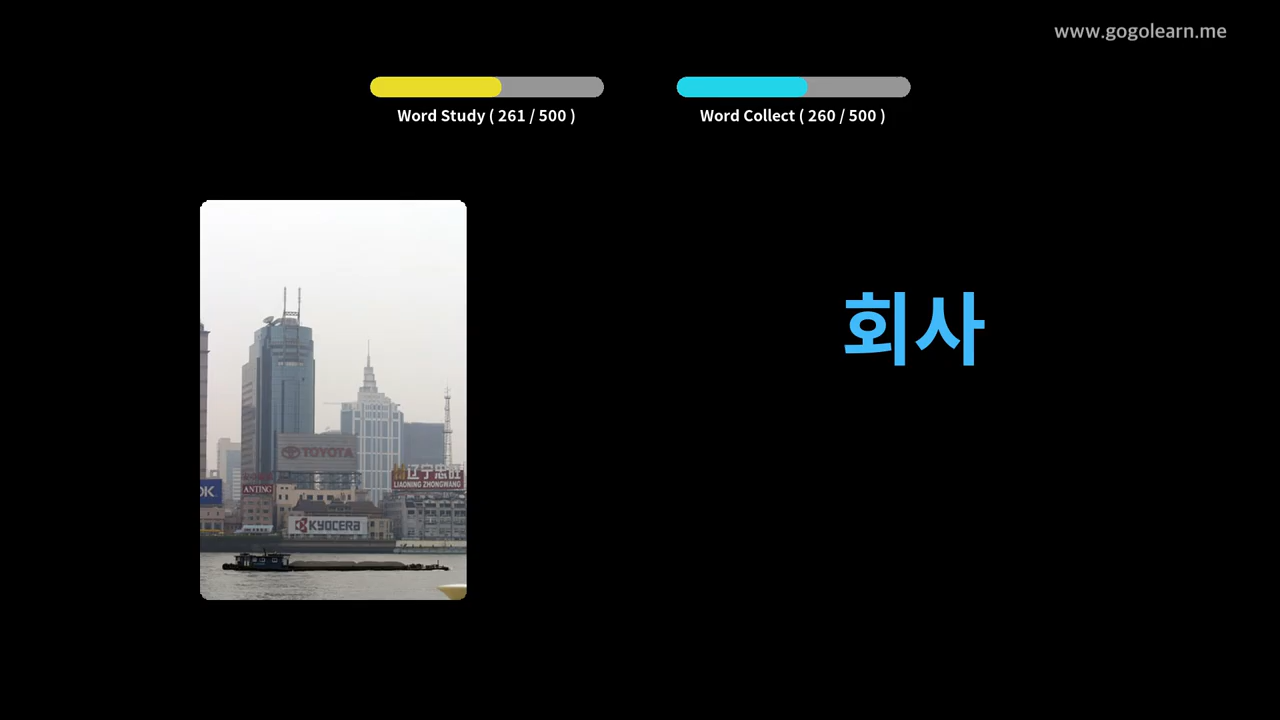 www.gogolearn.me
Word Study ( 261 / 500 )
Word Collect ( 260 / 500 )
회사
TOYOTA
辽宁忠旺
LIAONING ZHONGWANG
OK
ANTING
KYOCERA